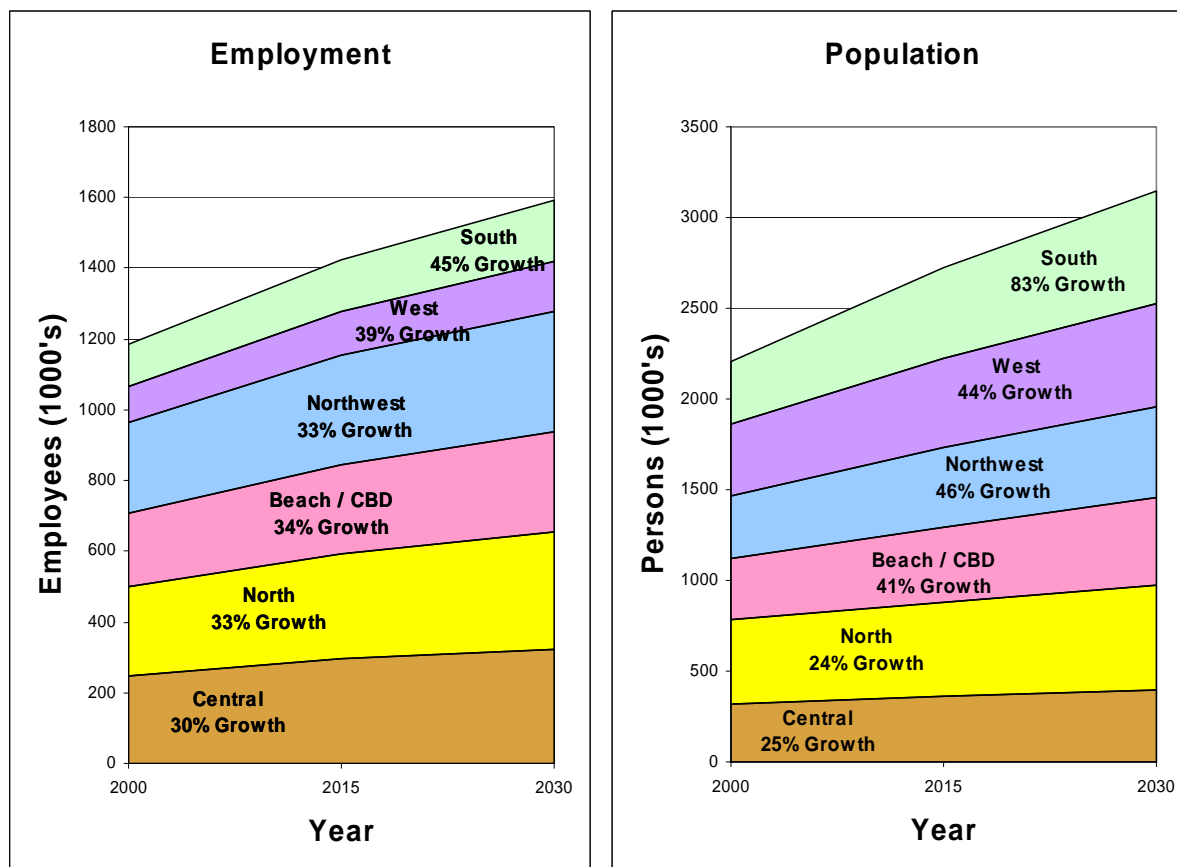 Employment
Employees (1000's)
1800
1600
1400
1200
1000
800
600
400
200
0
South
45% Growth
West
39% Growth
Northwest
33% Growth
Beach / CBD
34% Growth
North
33% Growth
Central
30% Growth
2000
2015
2030
Year
Population
Persons (1000's)
3500
3000
2500
2000
1500
1000
500
0
South
83% Growth
West
44% Growth
Northwest
46% Growth
Beach / CBD
41% Growth
North
24% Growth
Central
25% Growth
2000
2015
2030
Year